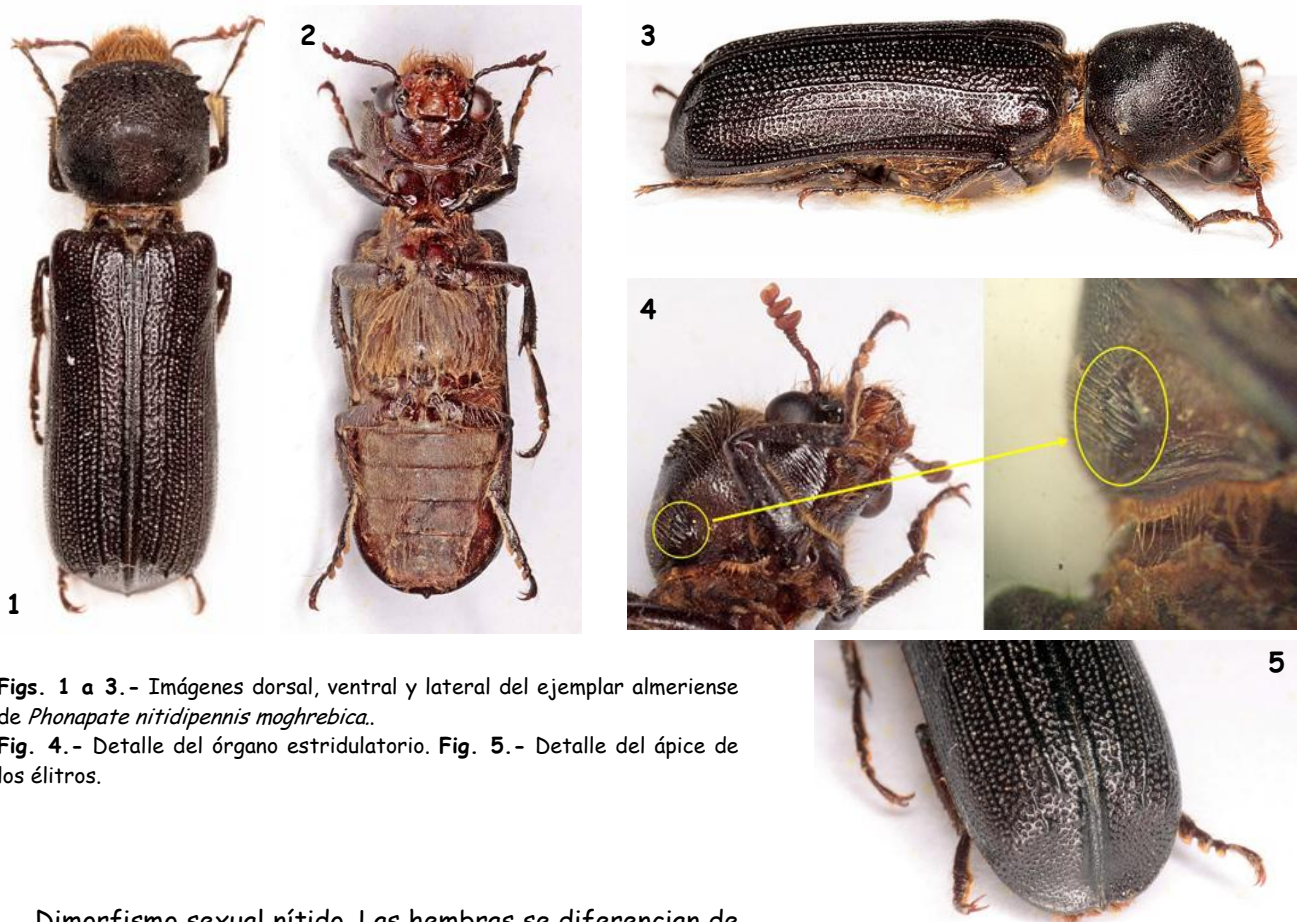 1
2
3
4
5
Figs. 1 a 3.- Imágenes dorsal, ventral y lateral del ejemplar almeriense
de Phonapate nitidipennis moghrebica..
Fig. 4.- Detalle del órgano estridulatorio. Fig. 5.- Detalle del ápice de
los élitros.
Dimorfismo sexual nítido. Las hembras se diferencian de